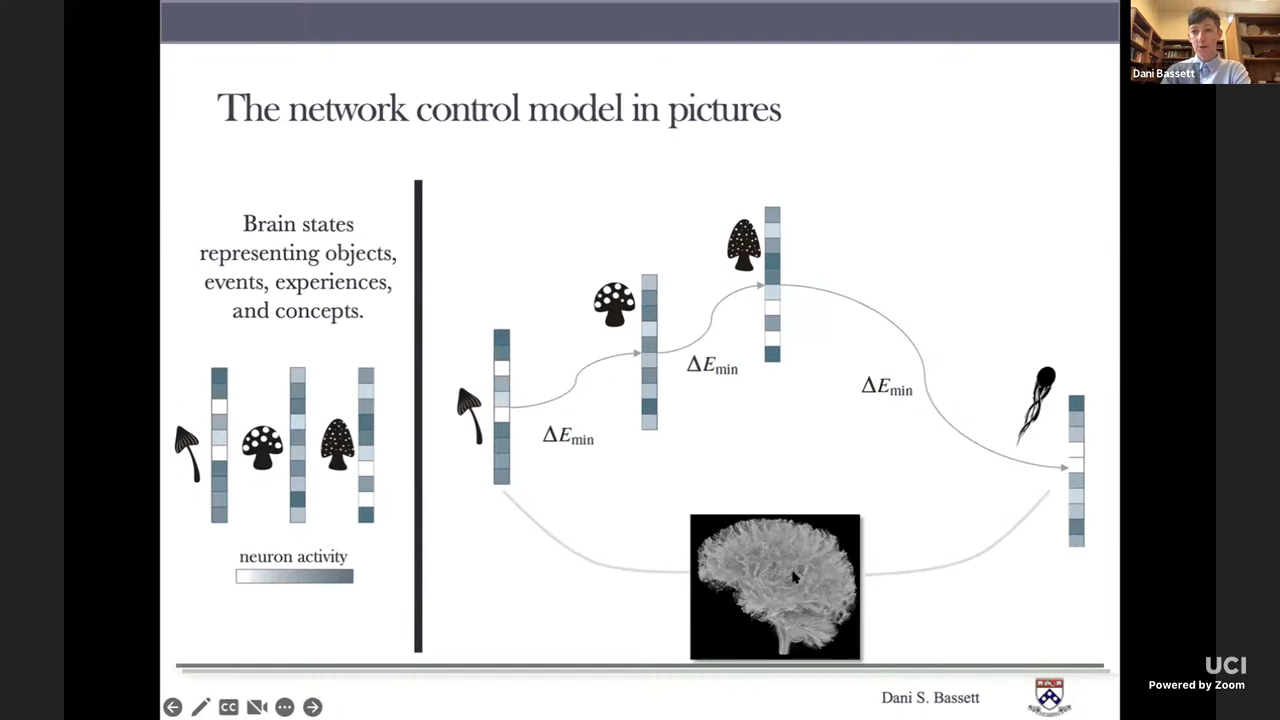 The network control model in pictures
Dani Bassett
Brain states
representing objects,
events, experiences,
and concepts.
neuron activity
ΔEmin
ΔEmin
ΔEmin
Dani S. Bassett
UCI
Powered by Zoom
CC